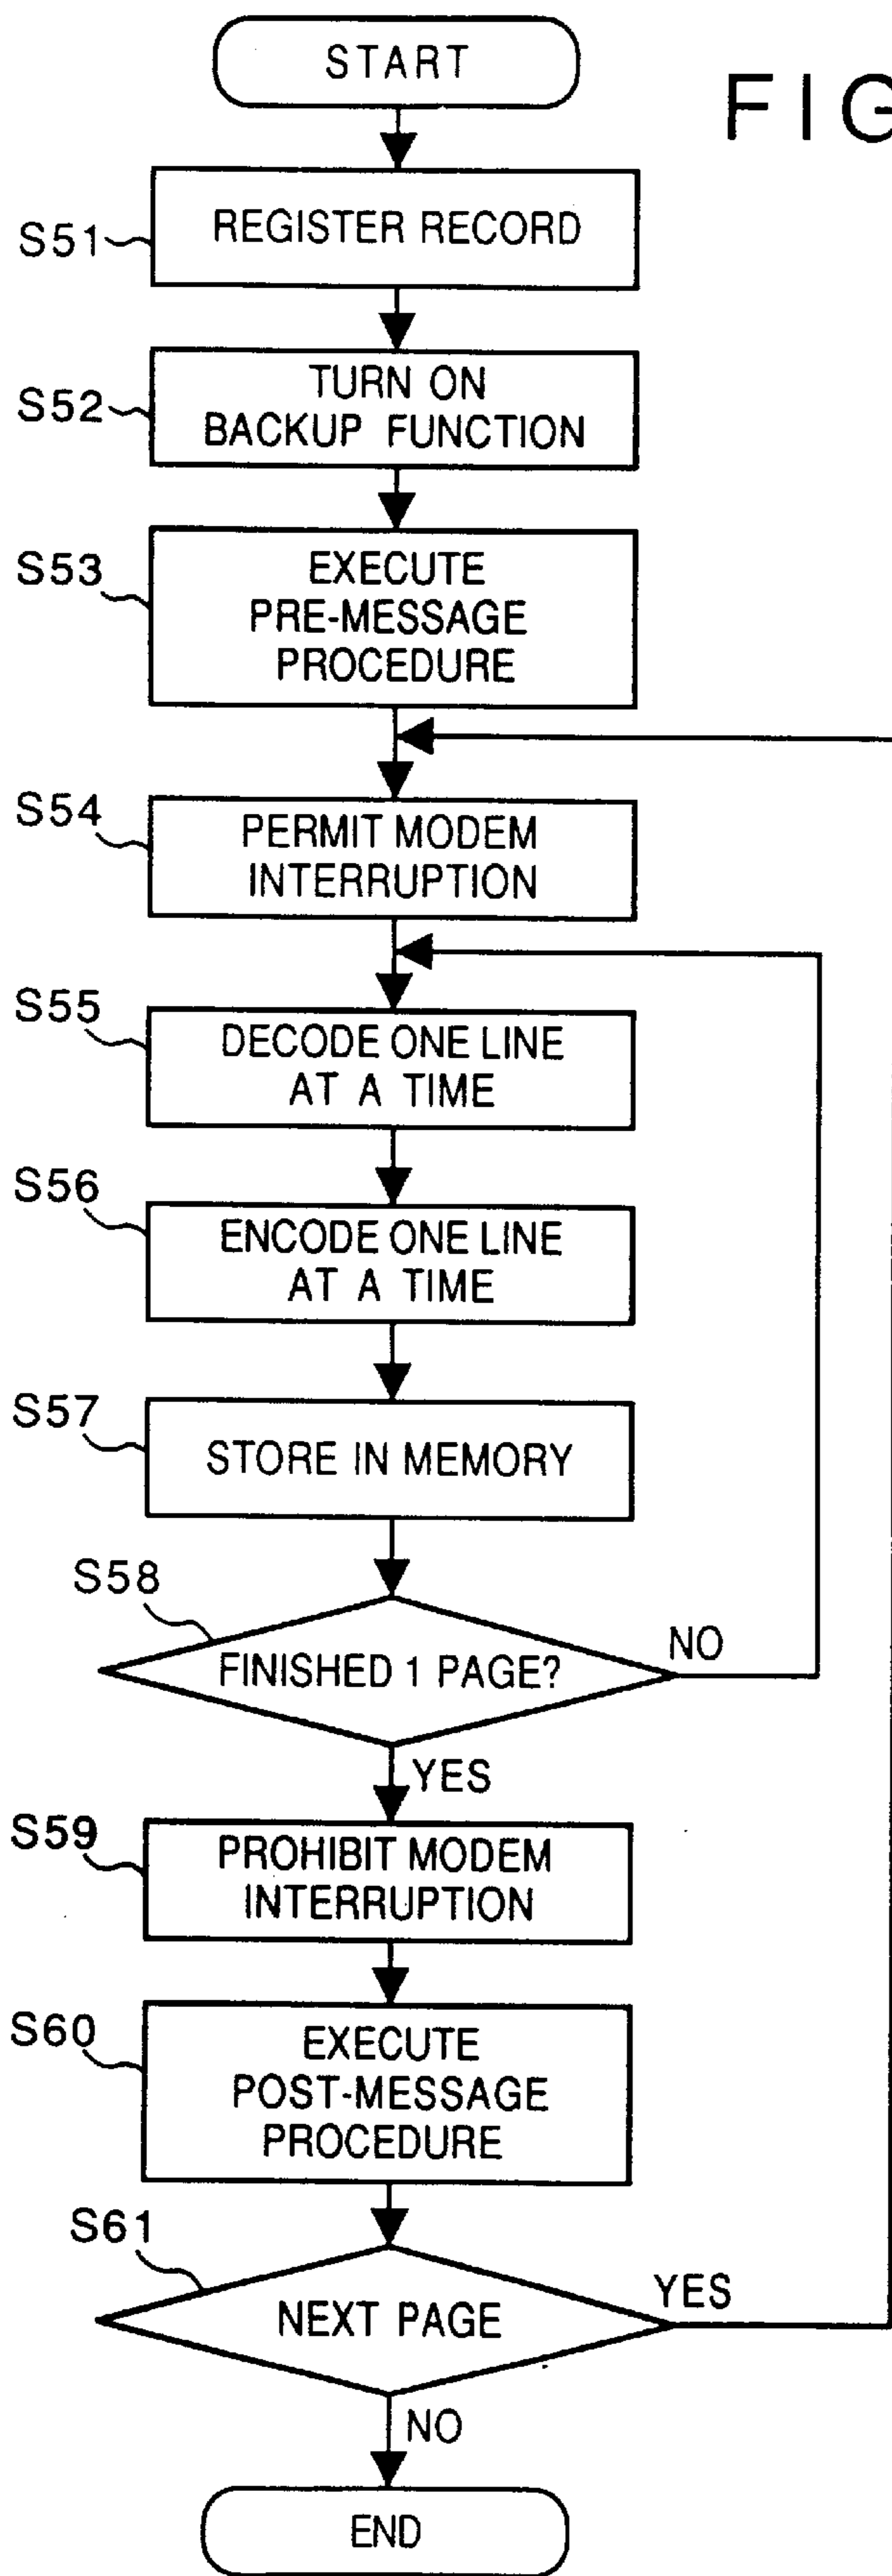 START
FIG
S51
REGISTER RECORD
S52
TURN ON
BACKUP FUNCTION
S53
EXECUTE
PRE-MESSAGE
PROCEDURE
S54
PERMIT MODEM
INTERRUPTION
S55
DECODE ONE LINE
AT A TIME
S56
ENCODE ONE LINE
AT A TIME
S57
STORE IN MEMORY
S58
FINISHED 1 PAGE?
NO
YES
S59
PROHIBIT MODEM
INTERRUPTION
S60
EXECUTE
POST-MESSAGE
PROCEDURE
S61
NEXT PAGE
YES
NO
END